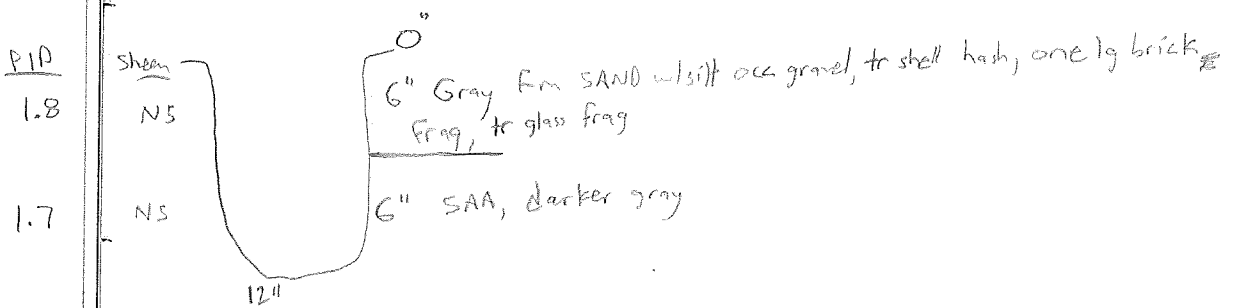 0"
PID Sheen
6" Gray fm SAND w/silt occ gravel, tr shell hash, one lg brick
1.8 NS
frag, tr glass frag
1.7 NS 6" SAA, darker gray
12"